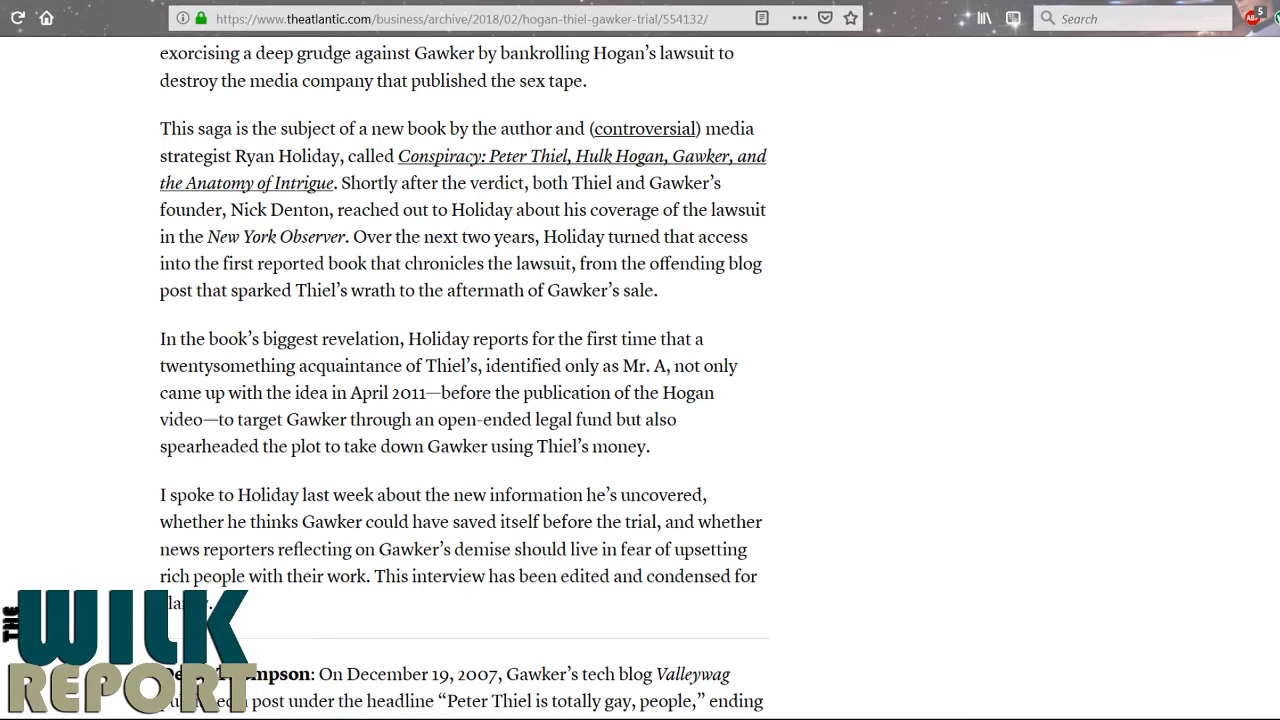 https://www.theatlantic.com/business/archive/2018/02/hogan-thiel-gawker-trial/554132/
Search
5
exorcising a deep grudge against Gawker by bankrolling Hogan’s lawsuit to
destroy the media company that published the sex tape.
This saga is the subject of a new book by the author and (controversial) media
strategist Ryan Holiday, called Conspiracy: Peter Thiel, Hulk Hogan, Gawker, and
the Anatomy of Intrigue. Shortly after the verdict, both Thiel and Gawker’s
founder, Nick Denton, reached out to Holiday about his coverage of the lawsuit
in the New York Observer. Over the next two years, Holiday turned that access
into the first reported book that chronicles the lawsuit, from the offending blog
post that sparked Thiel’s wrath to the aftermath of Gawker’s sale.
In the book’s biggest revelation, Holiday reports for the first time that a
twentysomething acquaintance of Thiel’s, identified only as Mr. A, not only
came up with the idea in April 2011—before the publication of the Hogan
video—to target Gawker through an open-ended legal fund but also
spearheaded the plot to take down Gawker using Thiel’s money.
I spoke to Holiday last week about the new information he’s uncovered,
whether he thinks Gawker could have saved itself before the trial, and whether
news reporters reflecting on Gawker’s demise should live in fear of upsetting
rich people with their work. This interview has been edited and condensed for
THE WILK
REPORT
: On December 19, 2007, Gawker’s tech blog Valleywag
post under the headline “Peter Thiel is totally gay, people,” ending